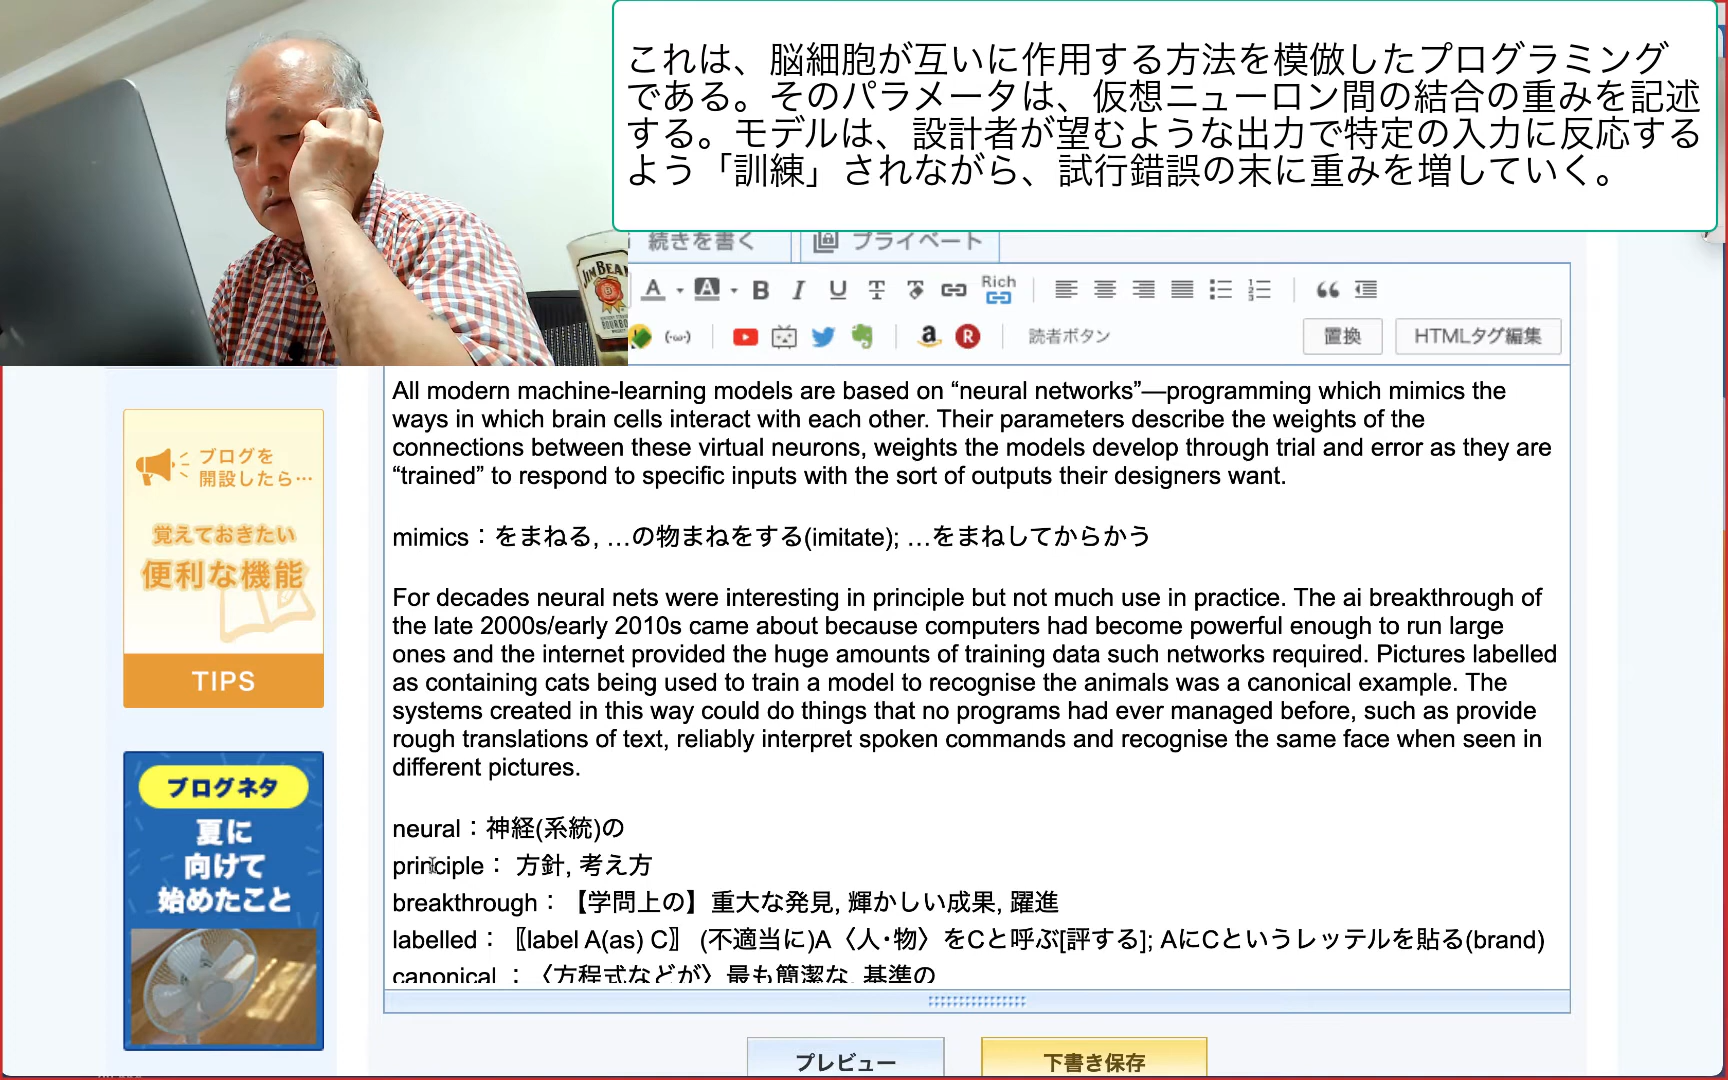 これは、脳細胞が互いに作用する方法を模倣したプログラミング
である。そのパラメータは、仮想ニューロン間の結合の重みを記述
する。モデルは、設計者が望むような出力で特定の入力に反応する
よう「訓練」されながら、試行錯誤の末に重みを増していく。
続きを書く
プライベート
JIM BEAM
BOURBON
A A B I U T Rich
a R 読者ボタン 置換 HTMLタグ編集
All modern machine-learning models are based on “neural networks”—programming which mimics the
ways in which brain cells interact with each other. Their parameters describe the weights of the
connections between these virtual neurons, weights the models develop through trial and error as they are
“trained” to respond to specific inputs with the sort of outputs their designers want.
mimics：をまねる, …の物まねをする(imitate); …をまねしてからかう
For decades neural nets were interesting in principle but not much use in practice. The ai breakthrough of
the late 2000s/early 2010s came about because computers had become powerful enough to run large
ones and the internet provided the huge amounts of training data such networks required. Pictures labelled
as containing cats being used to train a model to recognise the animals was a canonical example. The
systems created in this way could do things that no programs had ever managed before, such as provide
rough translations of text, reliably interpret spoken commands and recognise the same face when seen in
different pictures.
neural：神経(系統)の
principle： 方針, 考え方
breakthrough：【学問上の】重大な発見, 輝かしい成果, 躍進
labelled：〖label A(as) C〗 (不適当に)A〈人･物〉をCと呼ぶ[評する]; AにCというレッテルを貼る(brand)
canonical ：〈方程式などが〉最も簡潔な, 基準の
ブログを
開設したら…
覚えておきたい
便利な機能
TIPS
ブログネタ
夏に
向けて
始めたこと
プレビュー
下書き保存